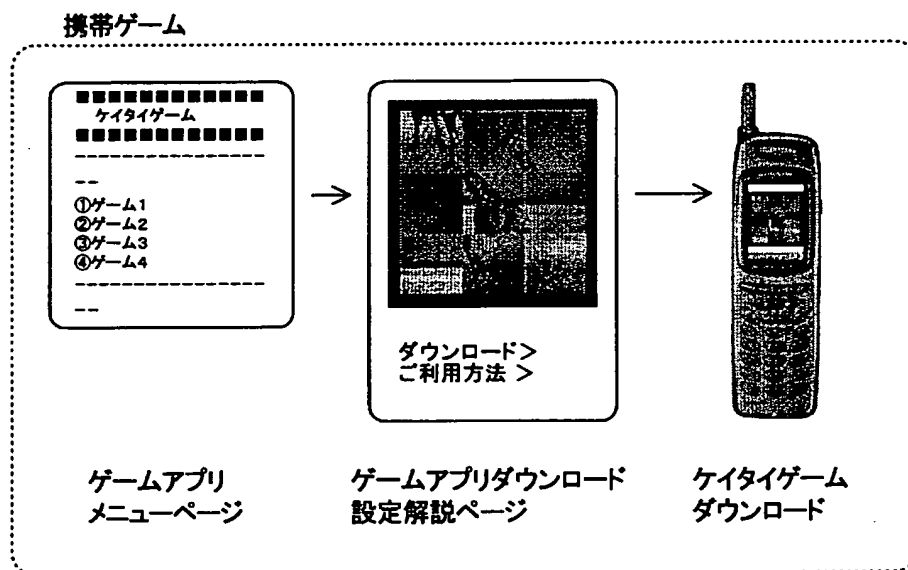 携帯ゲーム
■■■■■■■■■■■■
ケイタイゲーム
■■■■■■■■■■■■
-----------------
--
①ゲーム1
②ゲーム2
③ゲーム3
④ゲーム4
-----------------
--
ダウンロード>
ご利用方法 >
ゲームアプリ
メニューページ
ゲームアプリダウンロード
設定解説ページ
ケイタイゲーム
ダウンロード